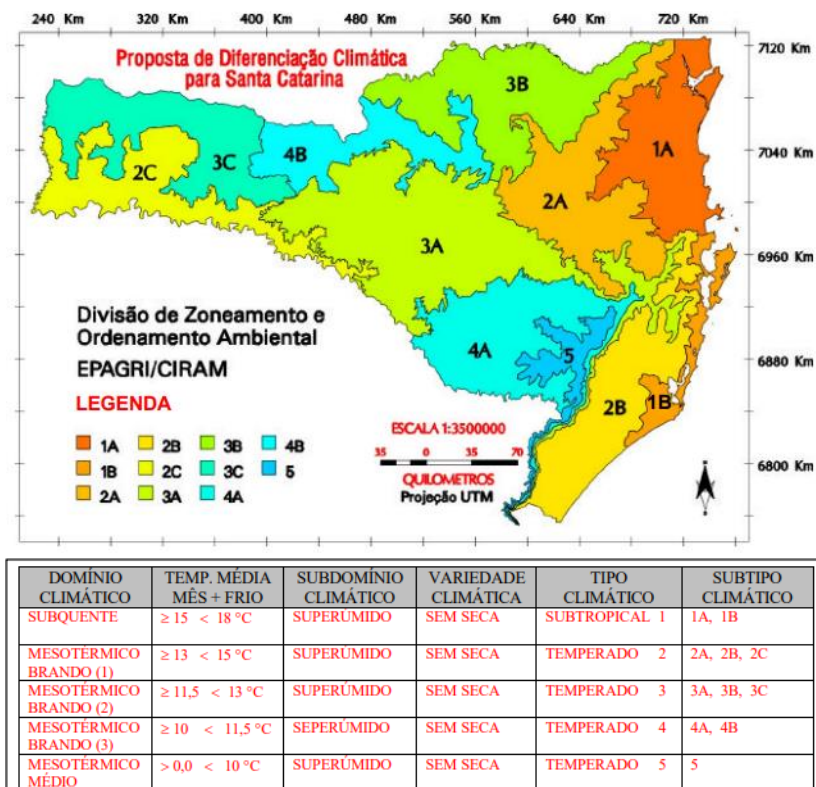 240 Km 320 Km 400 Km 480 Km 560 Km 640 Km 720 Km
Proposta de Diferenciação Climática
para Santa Catarina
7120 Km
3B
1A
7040 Km
4B
3C
2C
2A
3A
6960 Km
Divisão de Zoneamento e
Ordenamento Ambiental
EPAGRI/CIRAM
4A
5
6880 Km
2B
1B
LEGENDA
1A 2B 3B 4B
1B 2C 3C 5
2A 3A 4A
ESCALA 1:3500000
35 0 35 70
QUILOMETROS
Projeção UTM
6800 Km
N
DOMÍNIO CLIMÁTICO
TEMP. MÉDIA MÊS + FRIO
SUBDOMÍNIO CLIMÁTICO
VARIEDADE CLIMÁTICA
TIPO CLIMÁTICO
SUBTIPO CLIMÁTICO
SUBQUENTE ≥ 15 < 18 °C SUPERÚMIDO SEM SECA SUBTROPICAL 1 1A, 1B
MESOTÉRMICO BRANDO (1) ≥ 13 < 15 °C SUPERÚMIDO SEM SECA TEMPERADO 2 2A, 2B, 2C
MESOTÉRMICO BRANDO (2) ≥ 11,5 < 13 °C SUPERÚMIDO SEM SECA TEMPERADO 3 3A, 3B, 3C
MESOTÉRMICO BRANDO (3) ≥ 10 < 11,5 °C SEPERÚMIDO SEM SECA TEMPERADO 4 4A, 4B
MESOTÉRMICO MÉDIO > 0,0 < 10 °C SUPERÚMIDO SEM SECA TEMPERADO 5 5